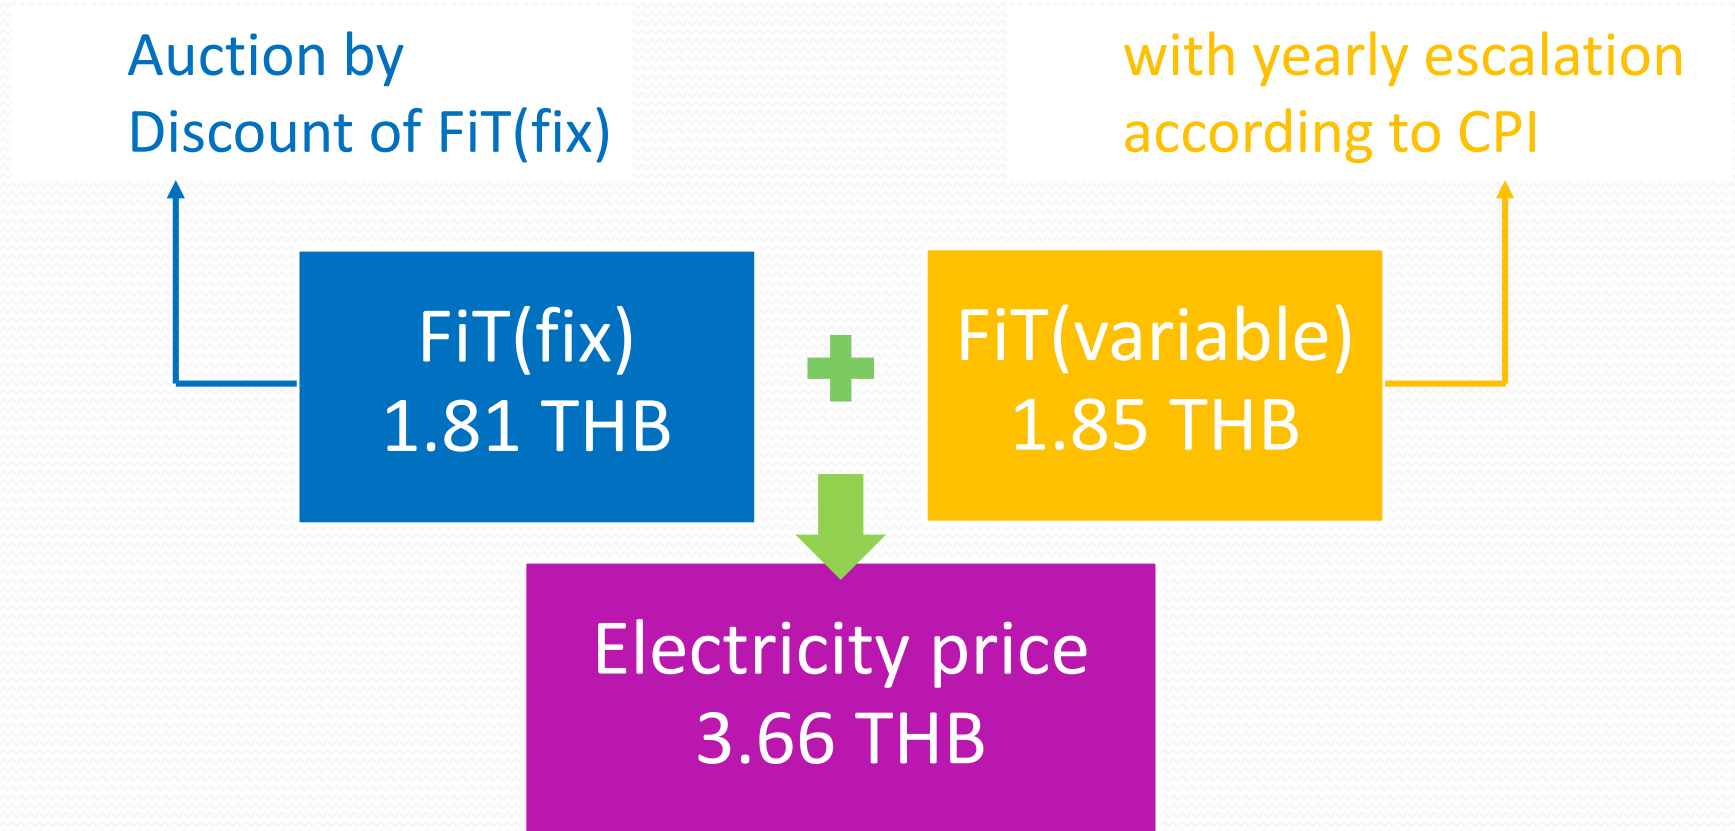 Auction by
Discount of FiT(fix)
with yearly escalation
according to CPI
FiT(fix)
1.81 THB
FiT(variable)
1.85 THB
Electricity price
3.66 THB